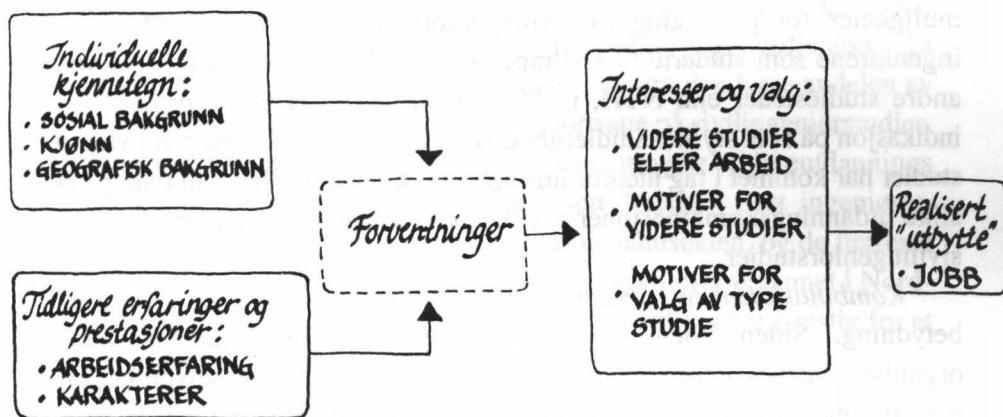 Individuelle
kjennetegn:
• SOSIAL BAKGRUNN
• KJØNN
• GEOGRAFISK BAKGRUNN
Tidligere erfaringer og
prestasjoner:
• ARBEIDSERFARING
• KARAKTERER
Forventninger
Interesser og valg:
VIDERE STUDIER
ELLER ARBEID
MOTIVER FOR
VIDERE STUDIER
MOTIVER FOR
VALG AV TYPE
STUDIE
Realisert
"utbytte"
• JOBB